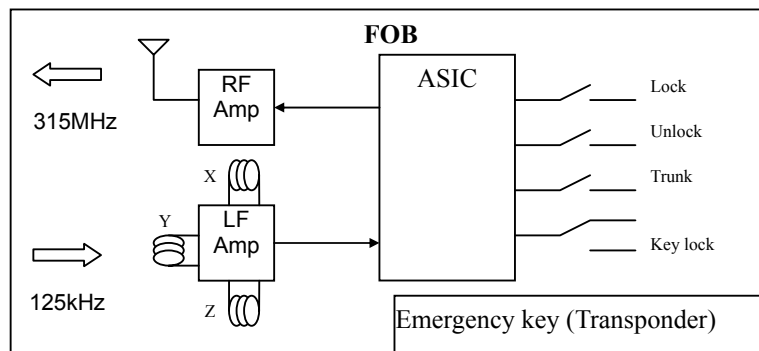 FOB
ASIC
RF
Amp
315MHz
X
Y
LF
Amp
Z
125kHz
Lock
Unlock
Trunk
Key lock
Emergency key (Transponder)